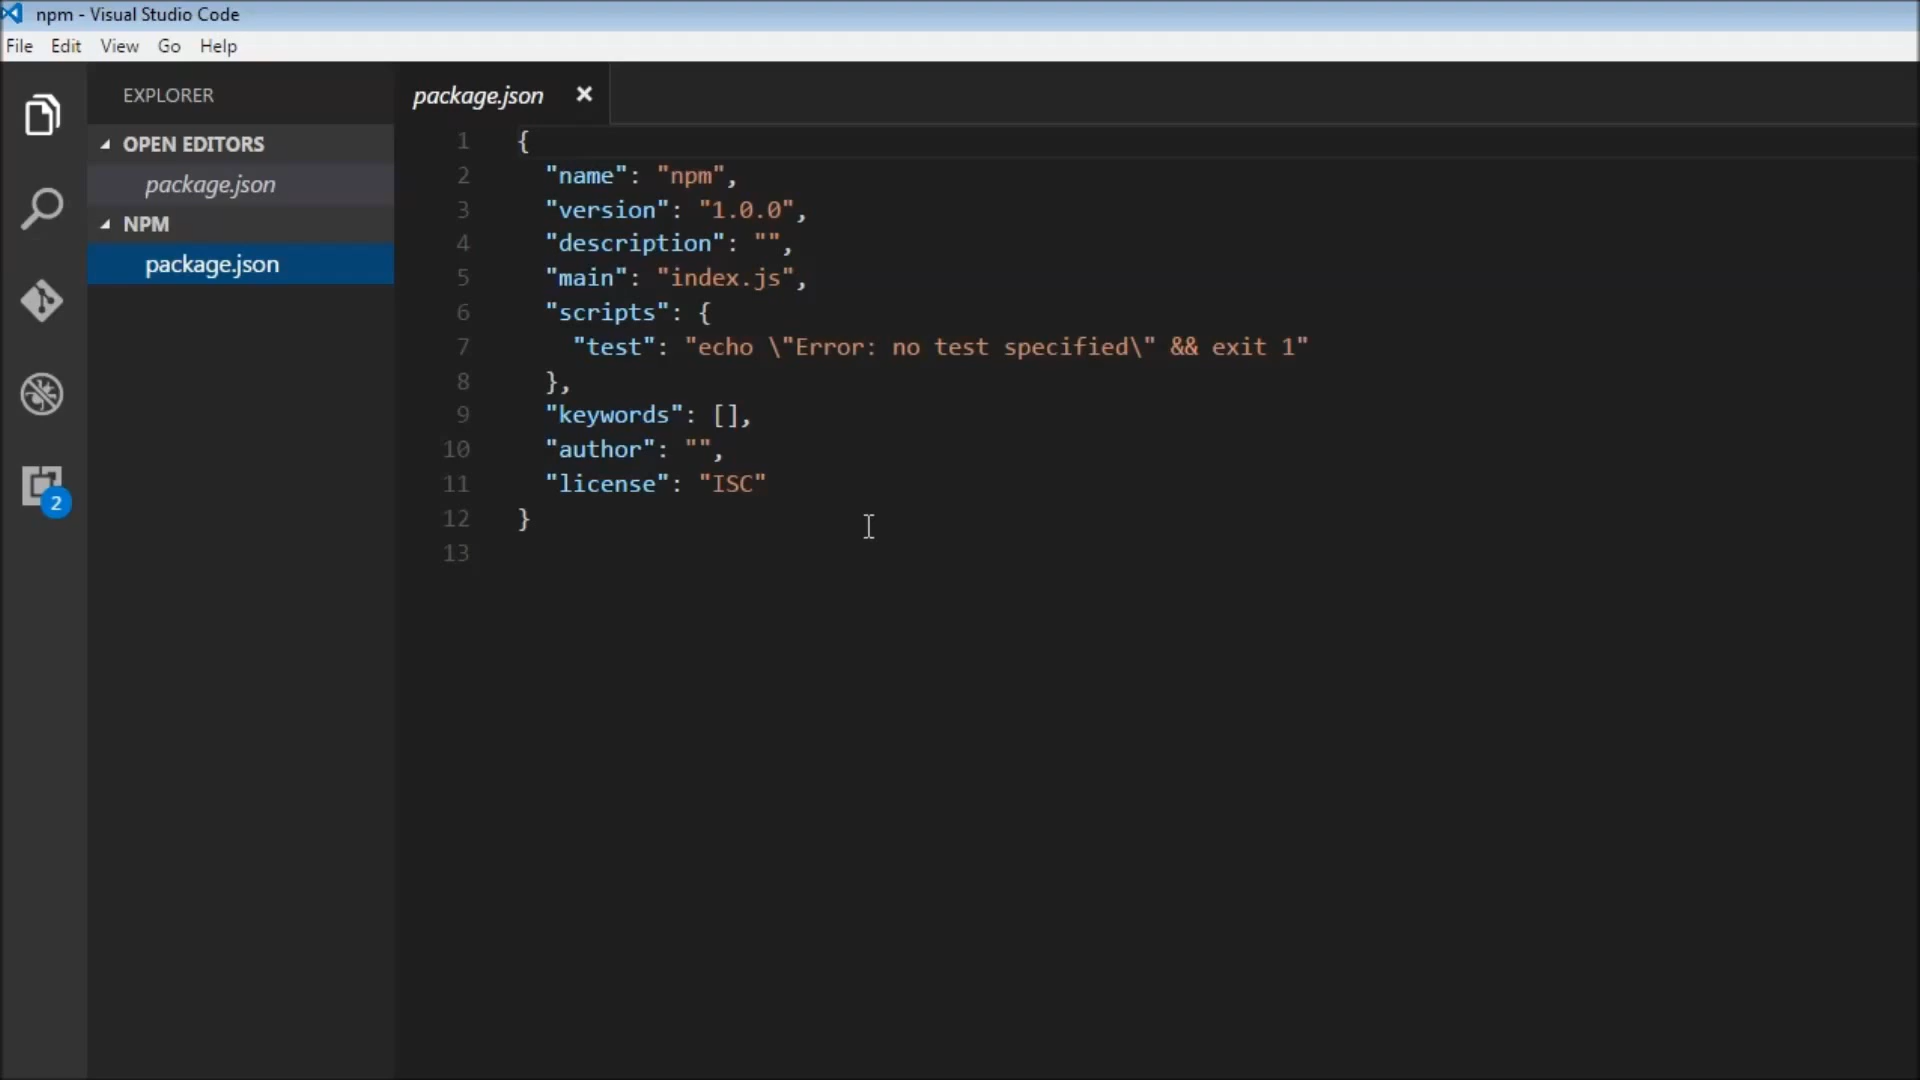 npm - Visual Studio Code
File Edit View Go Help
EXPLORER
OPEN EDITORS
package.json
NPM
package.json
2
package.json
1 {
2 "name": "npm",
3 "version": "1.0.0",
4 "description": "",
5 "main": "index.js",
6 "scripts": {
7 "test": "echo \"Error: no test specified\" && exit 1"
8 },
9 "keywords": [],
10 "author": "",
11 "license": "ISC"
12 }
13